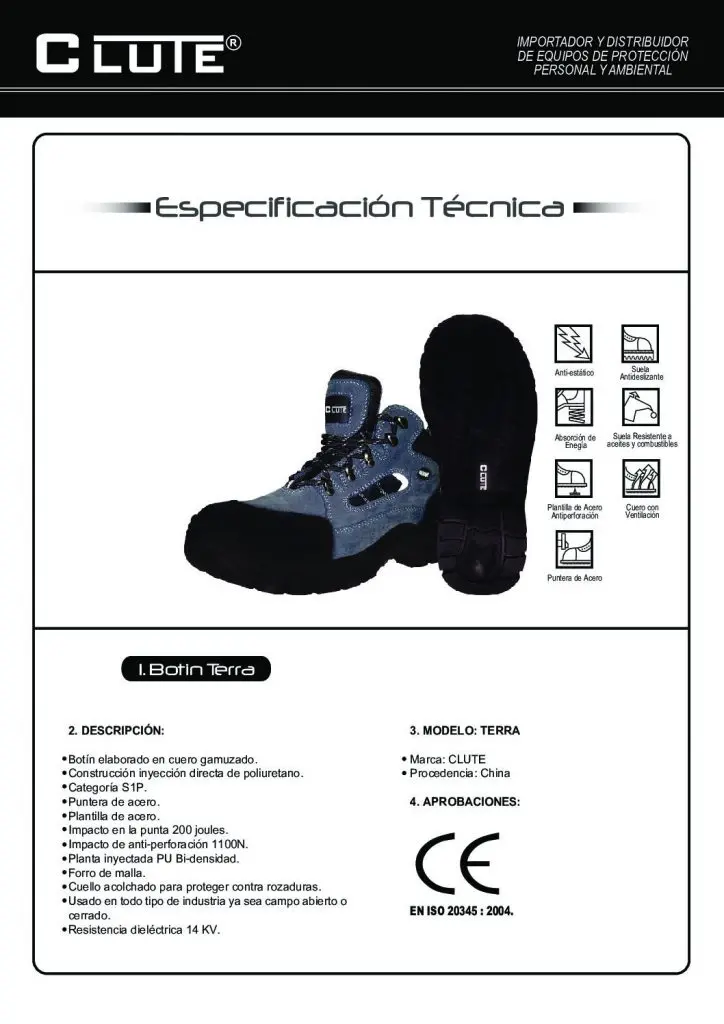 CLUTE®
IMPORTADOR Y DISTRIBUIDOR
DE EQUIPOS DE PROTECCIÓN
PERSONAL Y AMBIENTAL
Especificación Técnica
CLUTE
CLUTE
Anti-estático
Suela
Antideslizante
Absorción de
Enegía
Suela Resistente a
aceites y combustibles
Plantilla de Acero
Antiperforación
Cuero con
Ventilación
Puntera de Acero
1. Botin Terra
2. DESCRIPCIÓN:
• Botín elaborado en cuero gamuzado.
• Construcción inyección directa de poliuretano.
• Categoría S1P.
• Puntera de acero.
• Plantilla de acero.
• Impacto en la punta 200 joules.
• Impacto de anti-perforación 1100N.
• Planta inyectada PU Bi-densidad.
• Forro de malla.
• Cuello acolchado para proteger contra rozaduras.
• Usado en todo tipo de industria ya sea campo abierto o
cerrado.
• Resistencia dieléctrica 14 KV.
3. MODELO: TERRA
• Marca: CLUTE
• Procedencia: China
4. APROBACIONES:
CE
EN ISO 20345 : 2004.